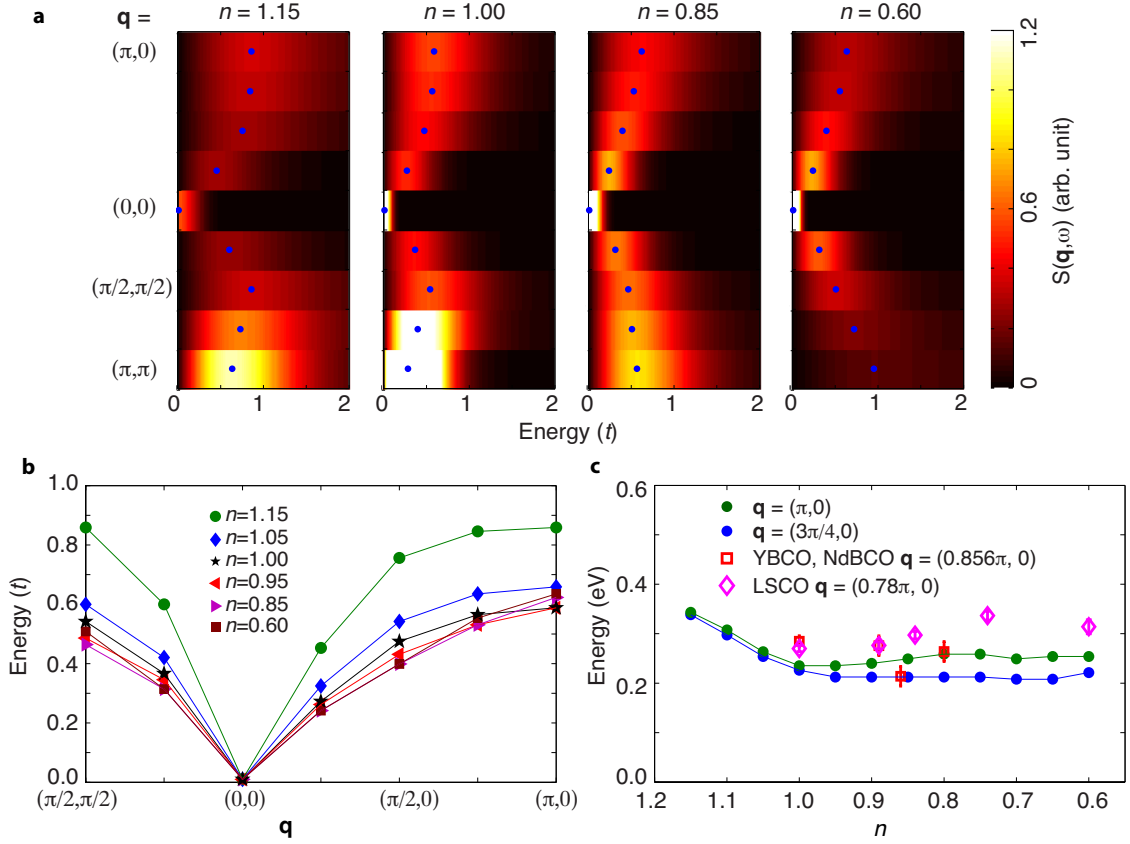 a
q =
n = 1.15
n = 1.00
n = 0.85
n = 0.60
(π,0)
(0,0)
(π/2,π/2)
(π,π)
0 1 2
0 1 2
0 1 2
0 1 2
Energy (t)
1.2
0.6
0
S(q,ω) (arb. unit)
b
1.0
0.8
0.6
0.4
0.2
0.0
Energy (t)
n=1.15
n=1.05
n=1.00
n=0.95
n=0.85
n=0.60
(π/2,π/2) (0,0) (π/2,0) (π,0)
q
c
0.6
0.4
0.2
0.0
Energy (eV)
q = (π,0)
q = (3π/4,0)
YBCO, NdBCO q = (0.856π, 0)
LSCO q = (0.78π, 0)
1.2 1.1 1.0 0.9 0.8 0.7 0.6
n